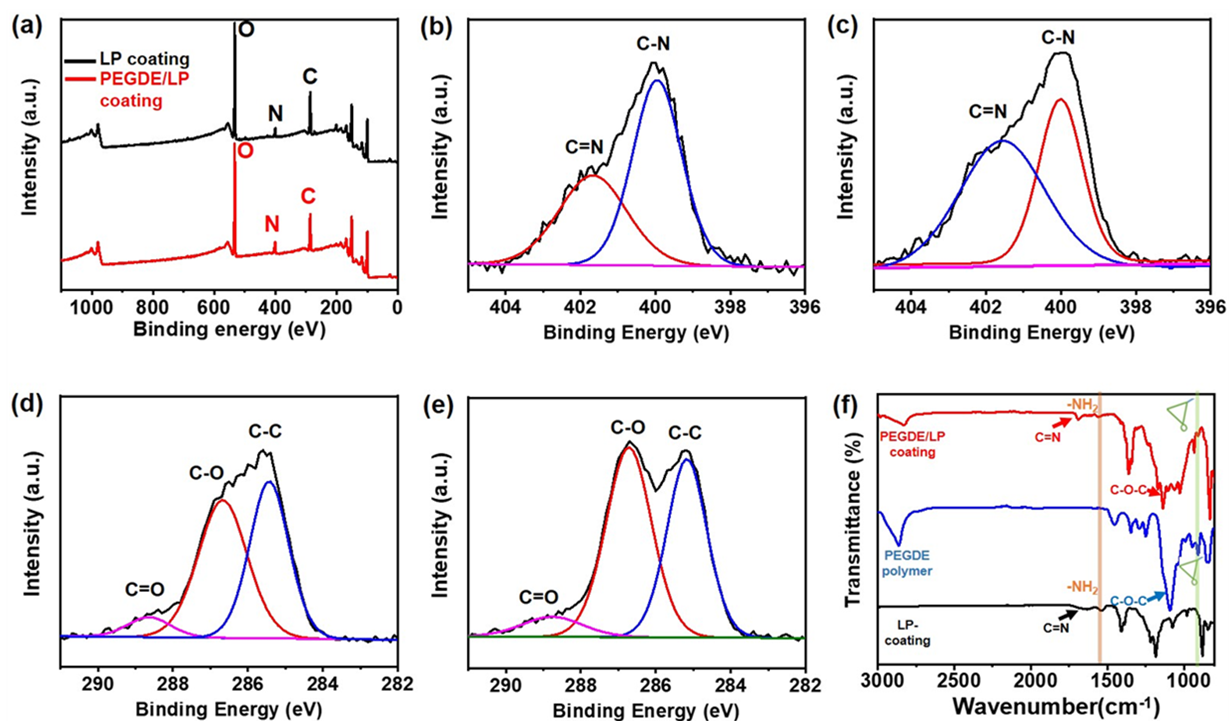 (a)
LP coating
PEGDE/LP
coating
O
N
C
O
N
C
Intensity (a.u.)
1000 800 600 400 200 0
Binding energy (eV)
(b)
C-N
C=N
Intensity (a.u.)
404 402 400 398 396
Binding Energy (eV)
(c)
C-N
C=N
Intensity (a.u.)
404 402 400 398 396
Binding Energy (eV)
(d)
C-C
C-O
C=O
Intensity (a.u.)
290 288 286 284 282
Binding Energy (eV)
(e)
C-O
C-C
C=O
Intensity (a.u.)
290 288 286 284 282
Binding Energy (eV)
(f)
-NH2
PEGDE/LP
coating
C=N
C-O-C
PEGDE
polymer
-NH2
C-O-C
LP-
coating
C=N
Transmittance (%)
3000 2500 2000 1500 1000
Wavenumber(cm-1)